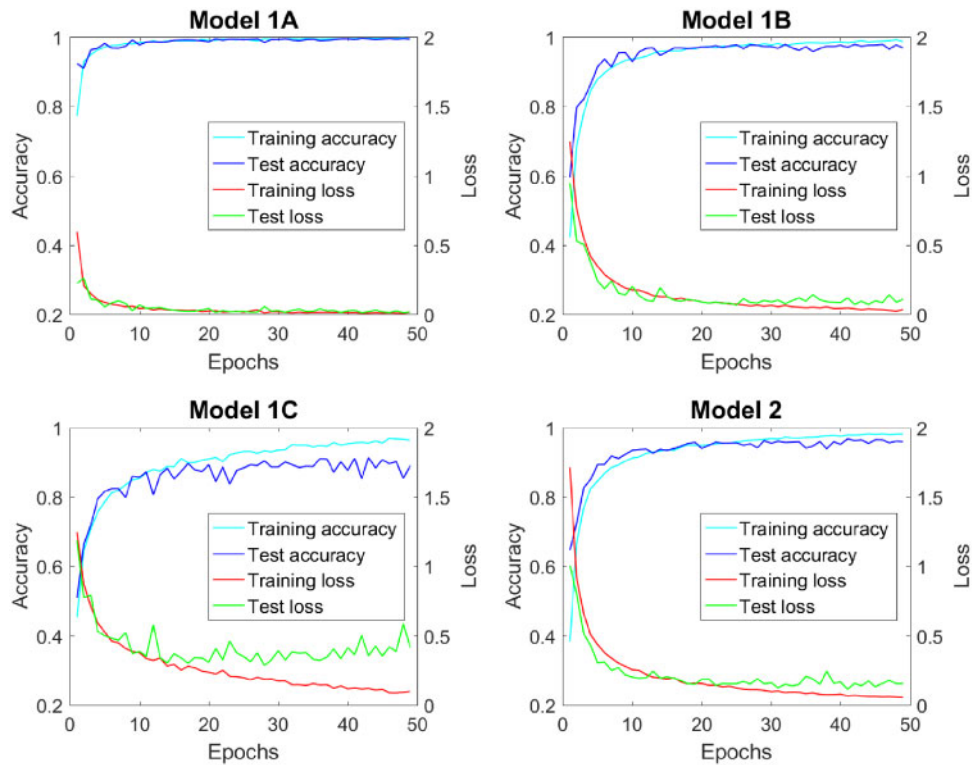 Model 1A
Accuracy
1
0.8
0.6
0.4
0.2
2
1.5
1
0.5
0
Loss
Training accuracy
Test accuracy
Training loss
Test loss
0 10 20 30 40 50
Epochs
Model 1B
Accuracy
1
0.8
0.6
0.4
0.2
2
1.5
1
0.5
0
Loss
Training accuracy
Test accuracy
Training loss
Test loss
0 10 20 30 40 50
Epochs
Model 1C
Accuracy
1
0.8
0.6
0.4
0.2
2
1.5
1
0.5
0
Loss
Training accuracy
Test accuracy
Training loss
Test loss
0 10 20 30 40 50
Epochs
Model 2
Accuracy
1
0.8
0.6
0.4
0.2
2
1.5
1
0.5
0
Loss
Training accuracy
Test accuracy
Training loss
Test loss
0 10 20 30 40 50
Epochs